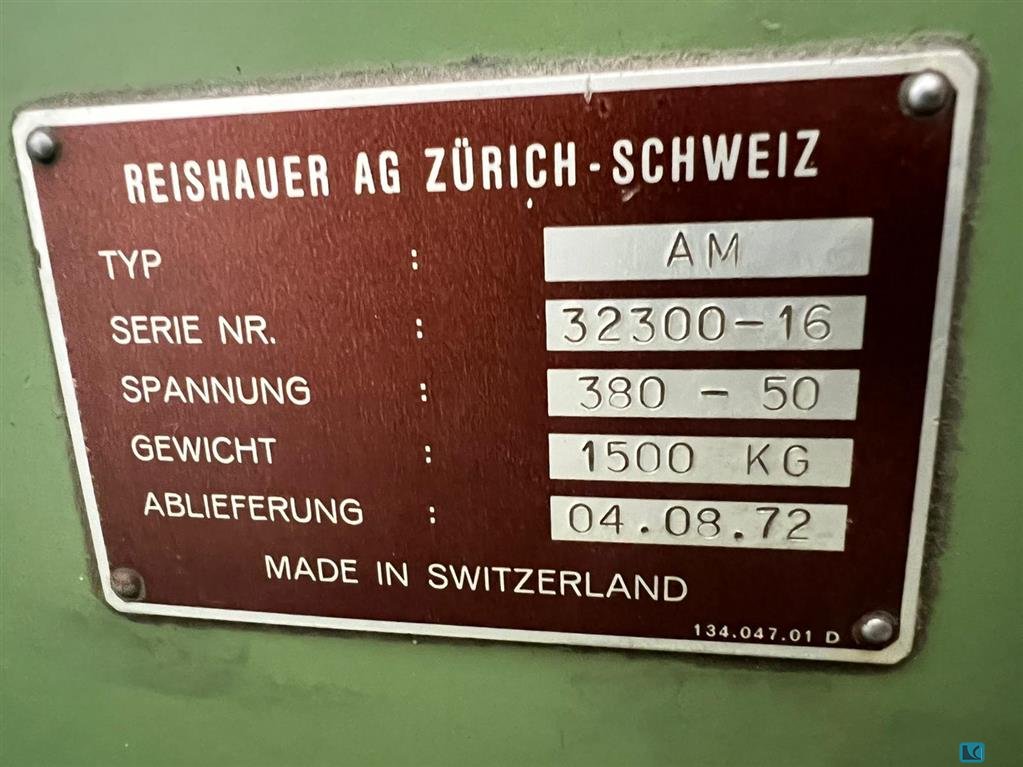 REISHAUER AG ZÜRICH-SCHWEIZ
TYP : AM
SERIE NR. : 32300-16
SPANNUNG : 380 - 50
GEWICHT : 1500 KG
ABLIEFERUNG : 04.08.72
MADE IN SWITZERLAND
134.047.01 D